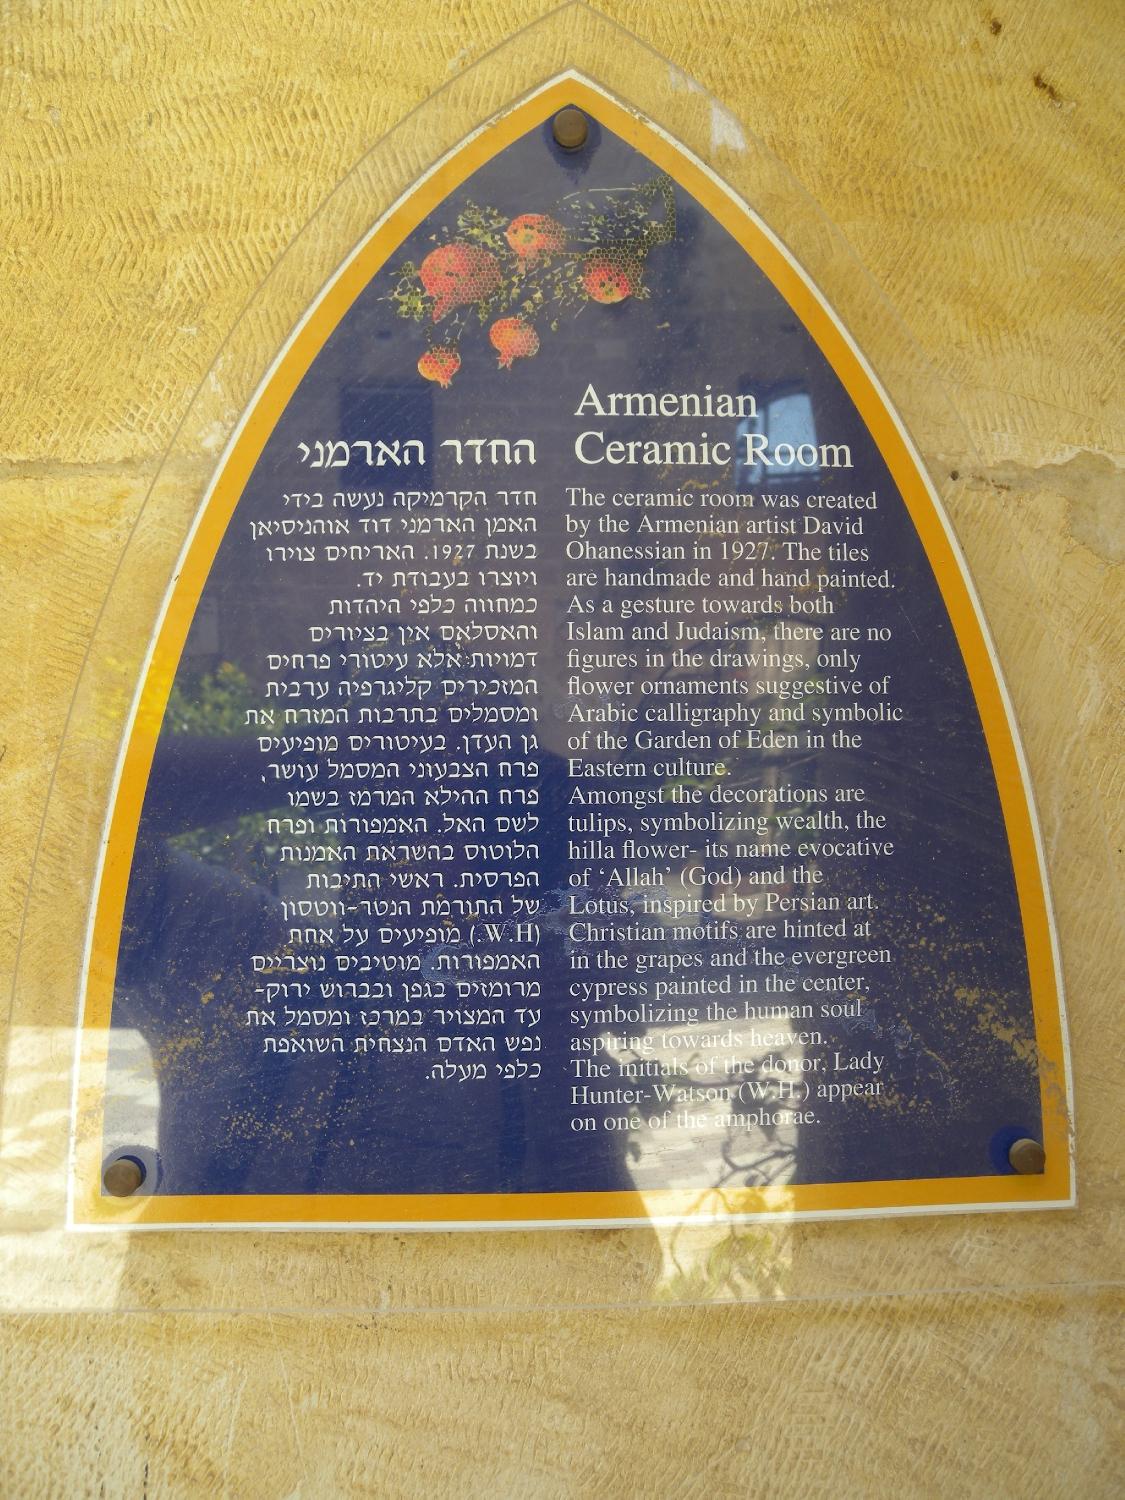 החדר הארמני
חדר הקרמיקה נעשה בידי
האמן הארמני דוד אוהניסיאן
בשנת 1927. האריחים צוירו
ויוצרו בעבודת יד.
כמחווה כלפי היהדות
והאסלאם אין בציורים
דמויות אלא עיטורי פרחים
המזכירים קליגרפיה ערבית
ומסמלים בתרבות המזרח את
גן העדן. בעיטורים מופיעים
פרח הצבעוני המסמל עושר,
פרח ההילא המרמז בשמו
לשם האל. האמפורות ופרח
הלוטוס בהשראת האמנות
הפרסית. ראשי התיבות
של התורמת הנטר-ווטסון
(W.H.) מופיעים על אחת
האמפורות. מוטיבים נוצריים
מרומזים בגפן ובברוש ירוק-
עד המצויר במרכז ומסמל את
נפש האדם הנצחית השואפת
כלפי מעלה.
Armenian
Ceramic Room
The ceramic room was created
by the Armenian artist David
Ohanessian in 1927. The tiles
are handmade and hand painted.
As a gesture towards both
Islam and Judaism, there are no
figures in the drawings, only
flower ornaments suggestive of
Arabic calligraphy and symbolic
of the Garden of Eden in the
Eastern culture.
Amongst the decorations are
tulips, symbolizing wealth, the
hilla flower- its name evocative
of ‘Allah’ (God) and the
Lotus, inspired by Persian art.
Christian motifs are hinted at
in the grapes and the evergreen
cypress painted in the center,
symbolizing the human soul
aspiring towards heaven.
The initials of the donor, Lady
Hunter-Watson (W.H.) appear
on one of the amphorae.